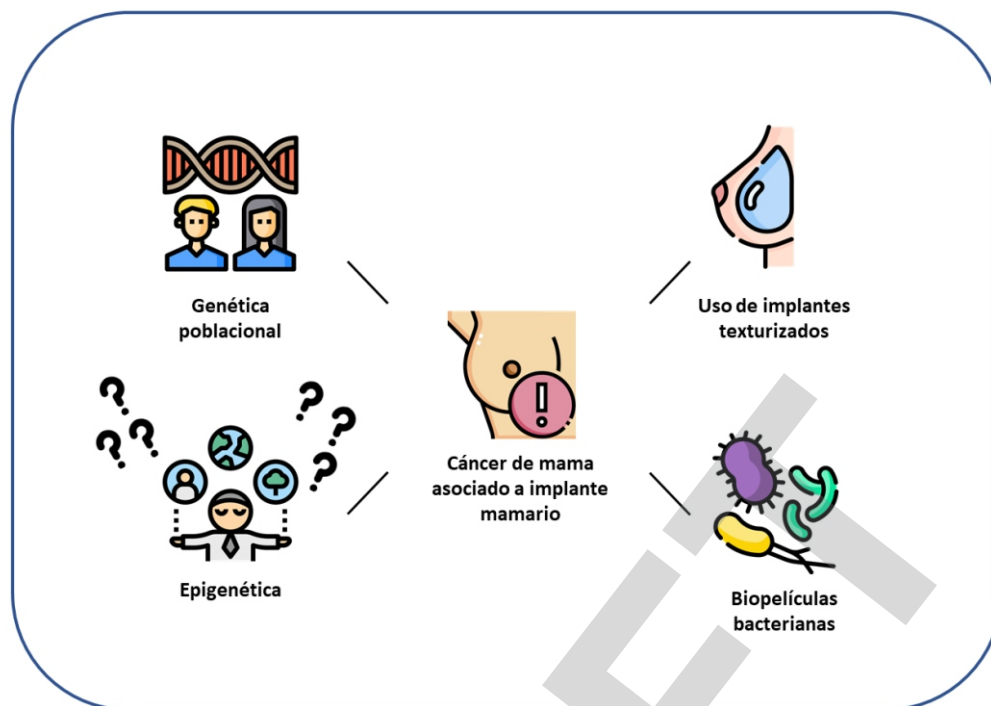 Genética
poblacional
Uso de implantes
texturizados
Cáncer de mama
asociado a implante
mamario
Epigenética
Biopelículas
bacterianas